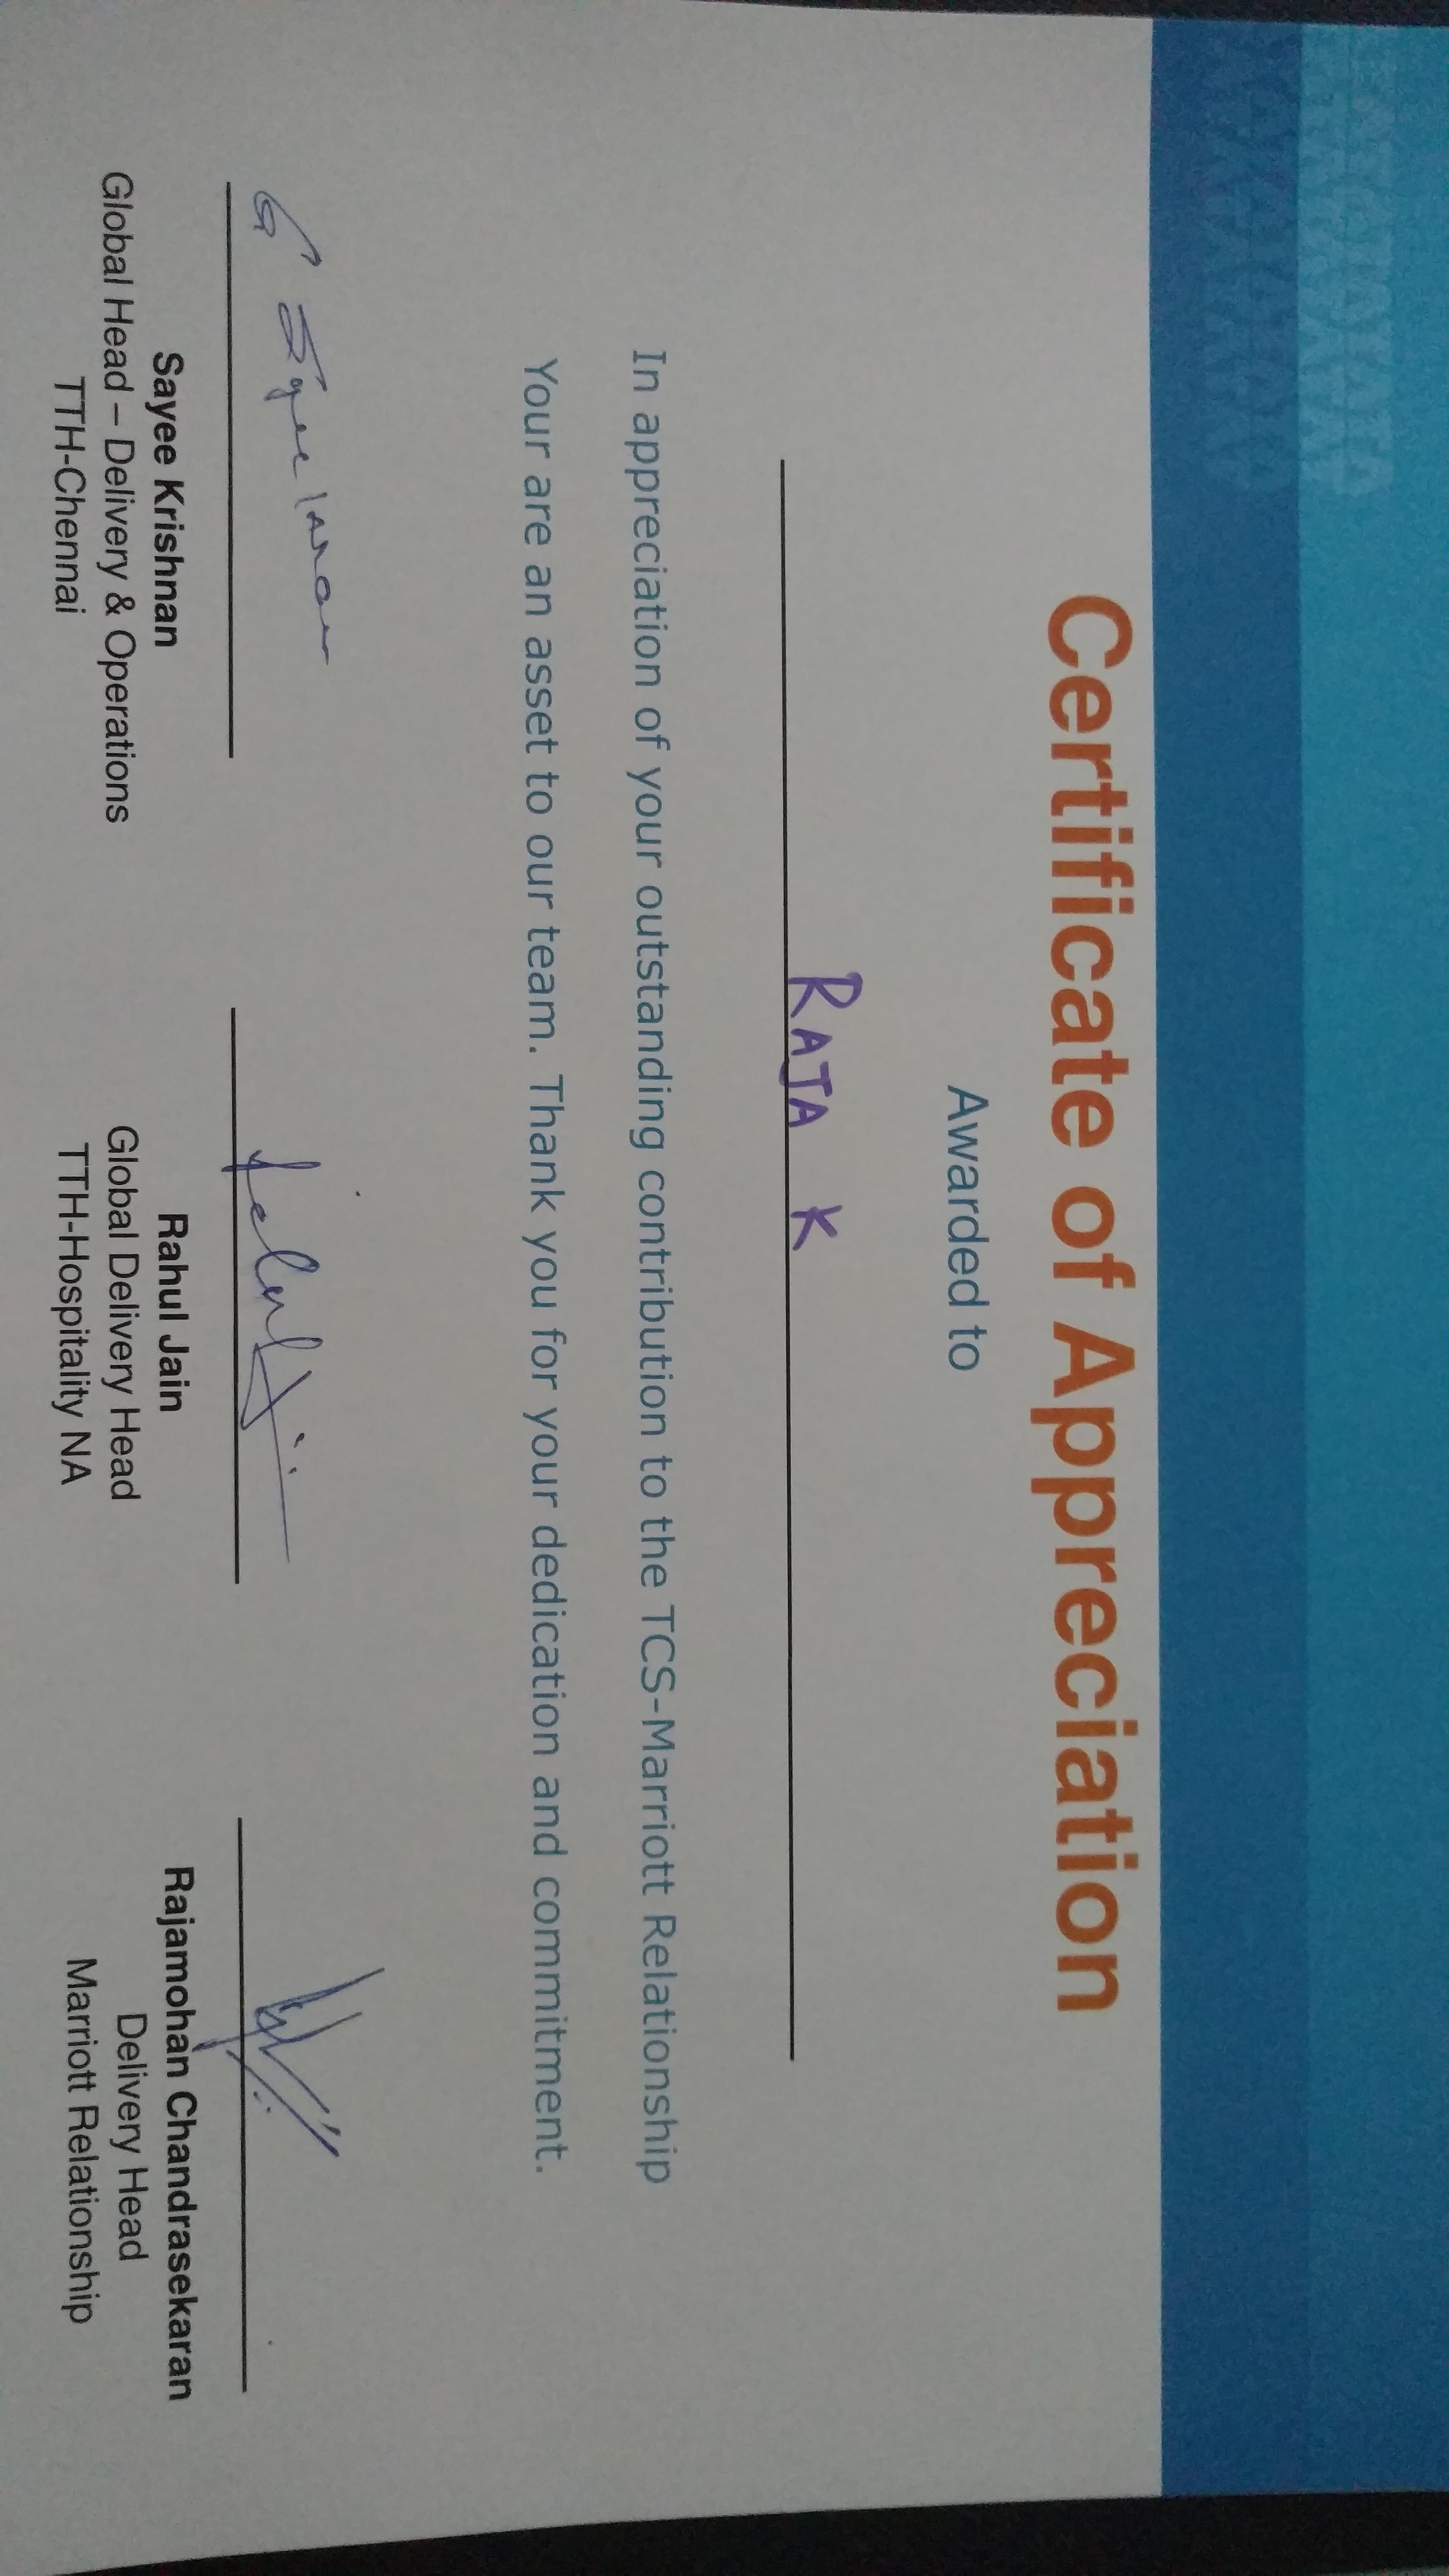 Certificate of Appreciation
Awarded to
RAJA K
In appreciation of your outstanding contribution to the TCS-Marriott Relationship
Your are an asset to our team. Thank you for your dedication and commitment.
Sayee Krishnan
Global Head – Delivery & Operations
TTH-Chennai
Rahul Jain
Global Delivery Head
TTH-Hospitality NA
Rajamohan Chandrasekaran
Delivery Head
Marriott Relationship